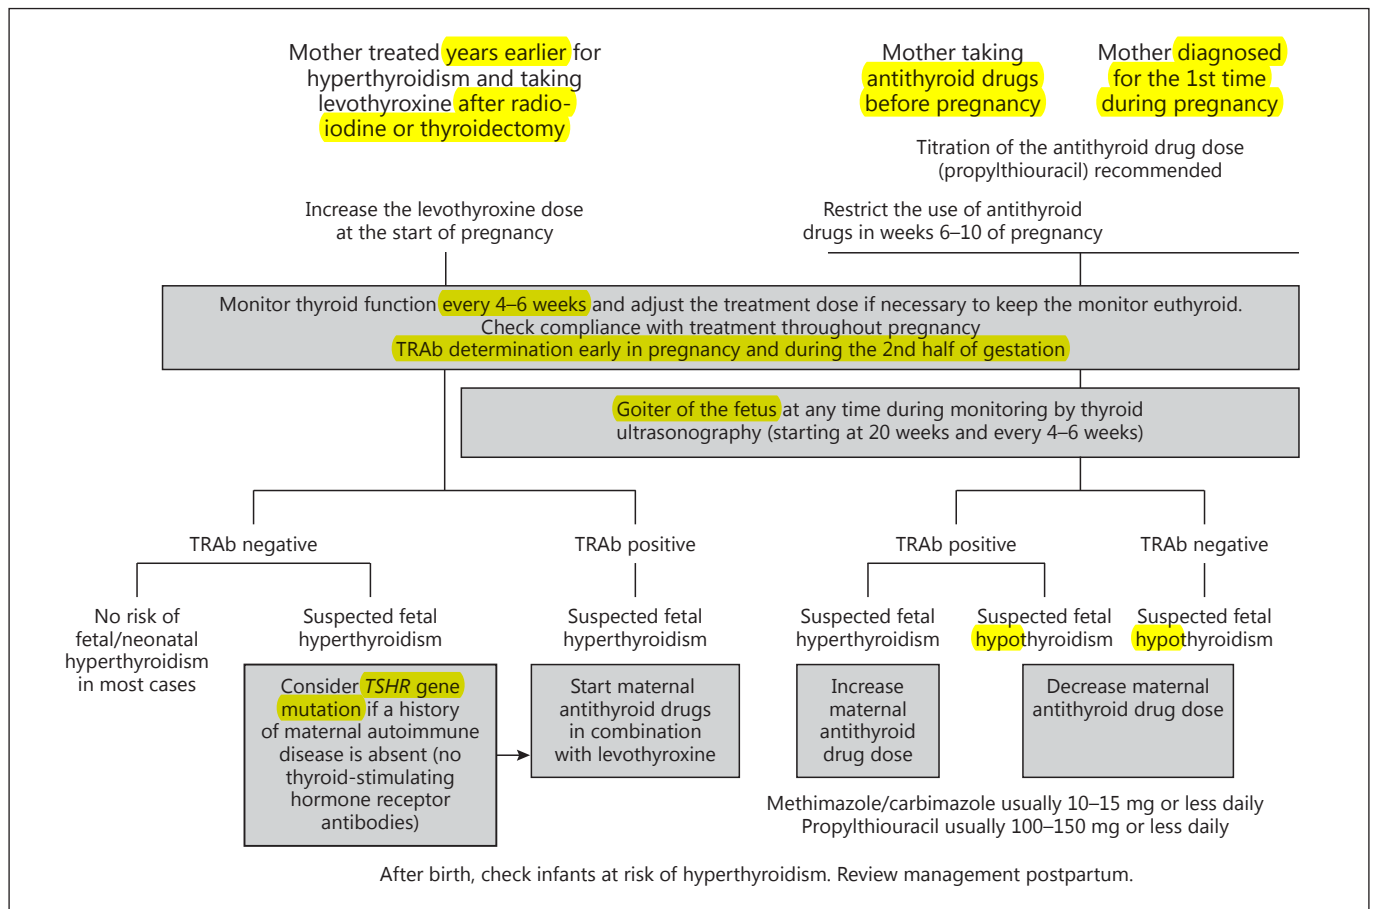 Mother treated years earlier for
hyperthyroidism and taking
levothyroxine after radio-
iodine or thyroidectomy
Mother taking
antithyroid drugs
before pregnancy
Mother diagnosed
for the 1st time
during pregnancy
Titration of the antithyroid drug dose
(propylthiouracil) recommended
Increase the levothyroxine dose
at the start of pregnancy
Restrict the use of antithyroid
drugs in weeks 6–10 of pregnancy
Monitor thyroid function every 4–6 weeks and adjust the treatment dose if necessary to keep the monitor euthyroid.
Check compliance with treatment throughout pregnancy
TRAb determination early in pregnancy and during the 2nd half of gestation
Goiter of the fetus at any time during monitoring by thyroid
ultrasonography (starting at 20 weeks and every 4–6 weeks)
TRAb negative
TRAb positive
TRAb positive
TRAb negative
No risk of
fetal/neonatal
hyperthyroidism
in most cases
Suspected fetal
hyperthyroidism
Suspected fetal
hyperthyroidism
Suspected fetal
hyperthyroidism
Suspected fetal
hypothyroidism
Suspected fetal
hypothyroidism
Consider TSHR gene
mutation if a history
of maternal autoimmune
disease is absent (no
thyroid-stimulating
hormone receptor
antibodies)
Start maternal
antithyroid drugs
in combination
with levothyroxine
Increase
maternal
antithyroid
drug dose
Decrease maternal
antithyroid drug dose
Methimazole/carbimazole usually 10–15 mg or less daily
Propylthiouracil usually 100–150 mg or less daily
After birth, check infants at risk of hyperthyroidism. Review management postpartum.